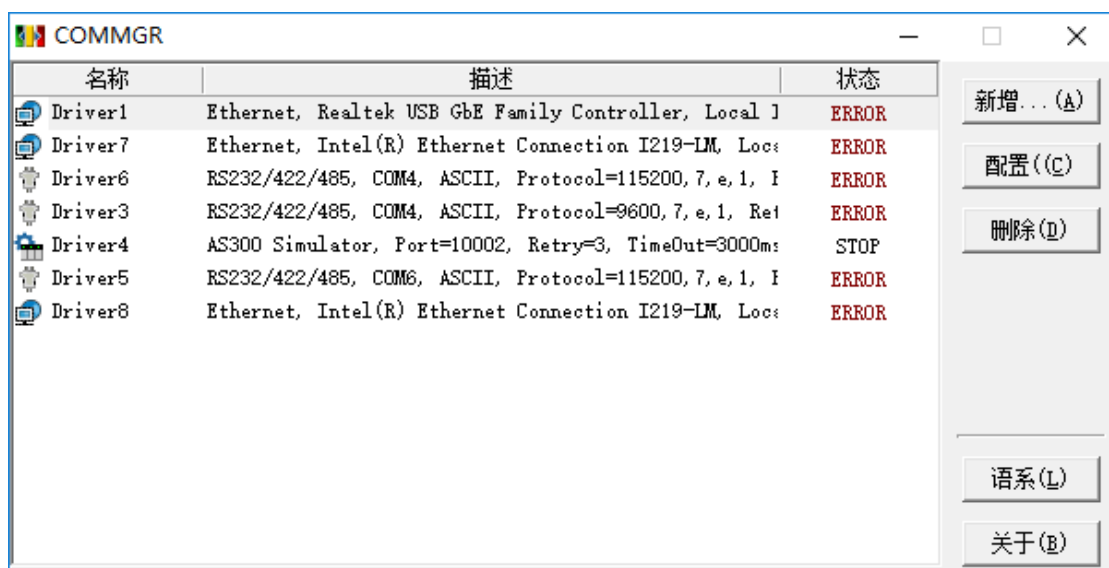 COMMGR
名称 描述 状态
Driver1 Ethernet, Realtek USB GbE Family Controller, Local ERROR
Driver7 Ethernet, Intel(R) Ethernet Connection I219-LM, ERROR
Driver6 RS232/422/485, COM4, ASCII, Protocol=115200,7,e,1, ERROR
Driver3 RS232/422/485, COM4, ASCII, Protocol=9600,7,e,1, ERROR
Driver4 AS300 Simulator, Port=10002, Retry=3, TimeOut=3000ms STOP
Driver5 RS232/422/485, COM6, ASCII, Protocol=115200,7,e,1, ERROR
Driver8 Ethernet, Intel(R) Ethernet Connection I219-LM, ERROR
新增...(A)
配置((C)
删除(D)
语系(L)
关于(B)